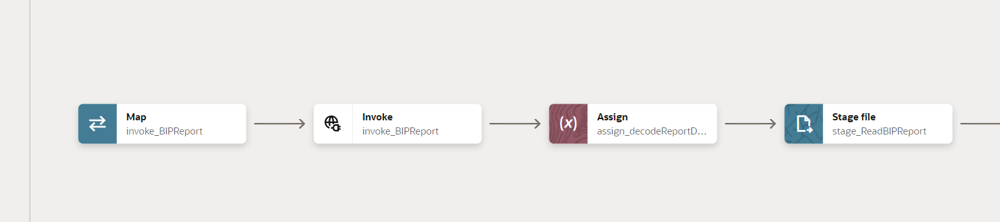 Map
invoke_BIPReport
Invoke
invoke_BIPReport
(x)
Assign
assign_decodeReportD...
Stage file
stage_ReadBIPReport